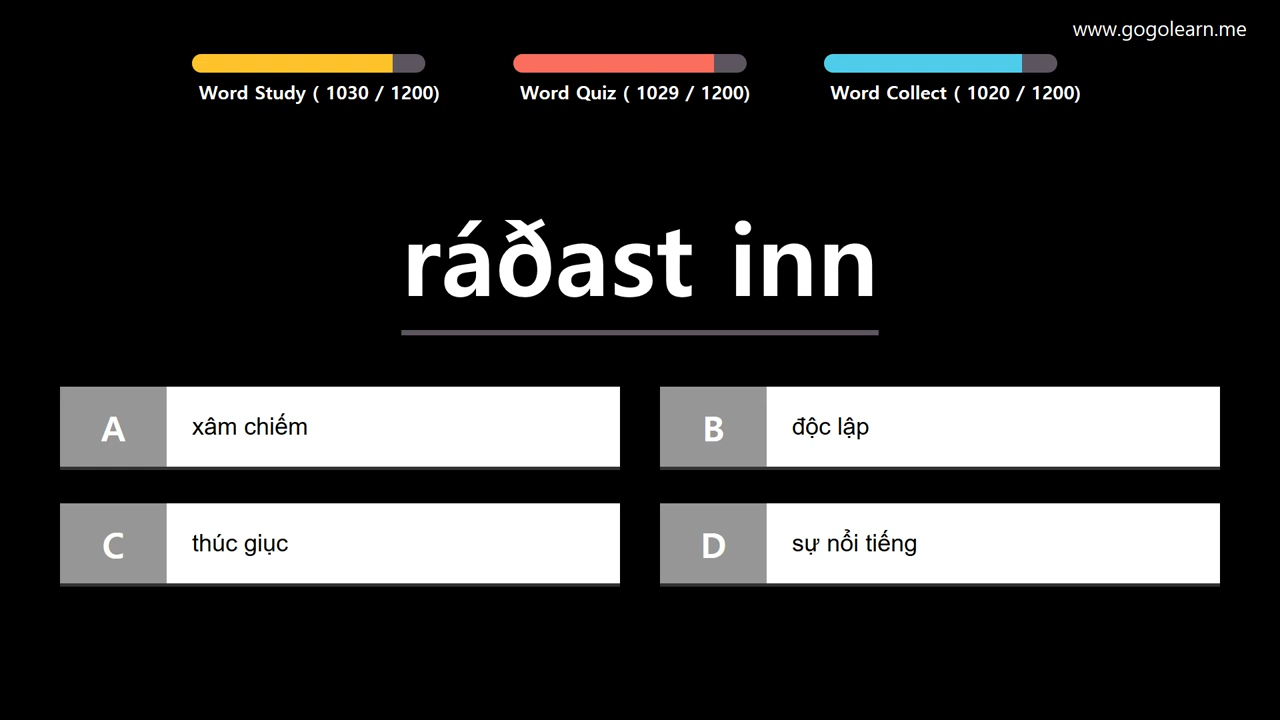 www.gogolearn.me
Word Study ( 1030 / 1200)
Word Quiz ( 1029 / 1200)
Word Collect ( 1020 / 1200)
ráðast inn
A xâm chiếm
B độc lập
C thúc giục
D sự nổi tiếng